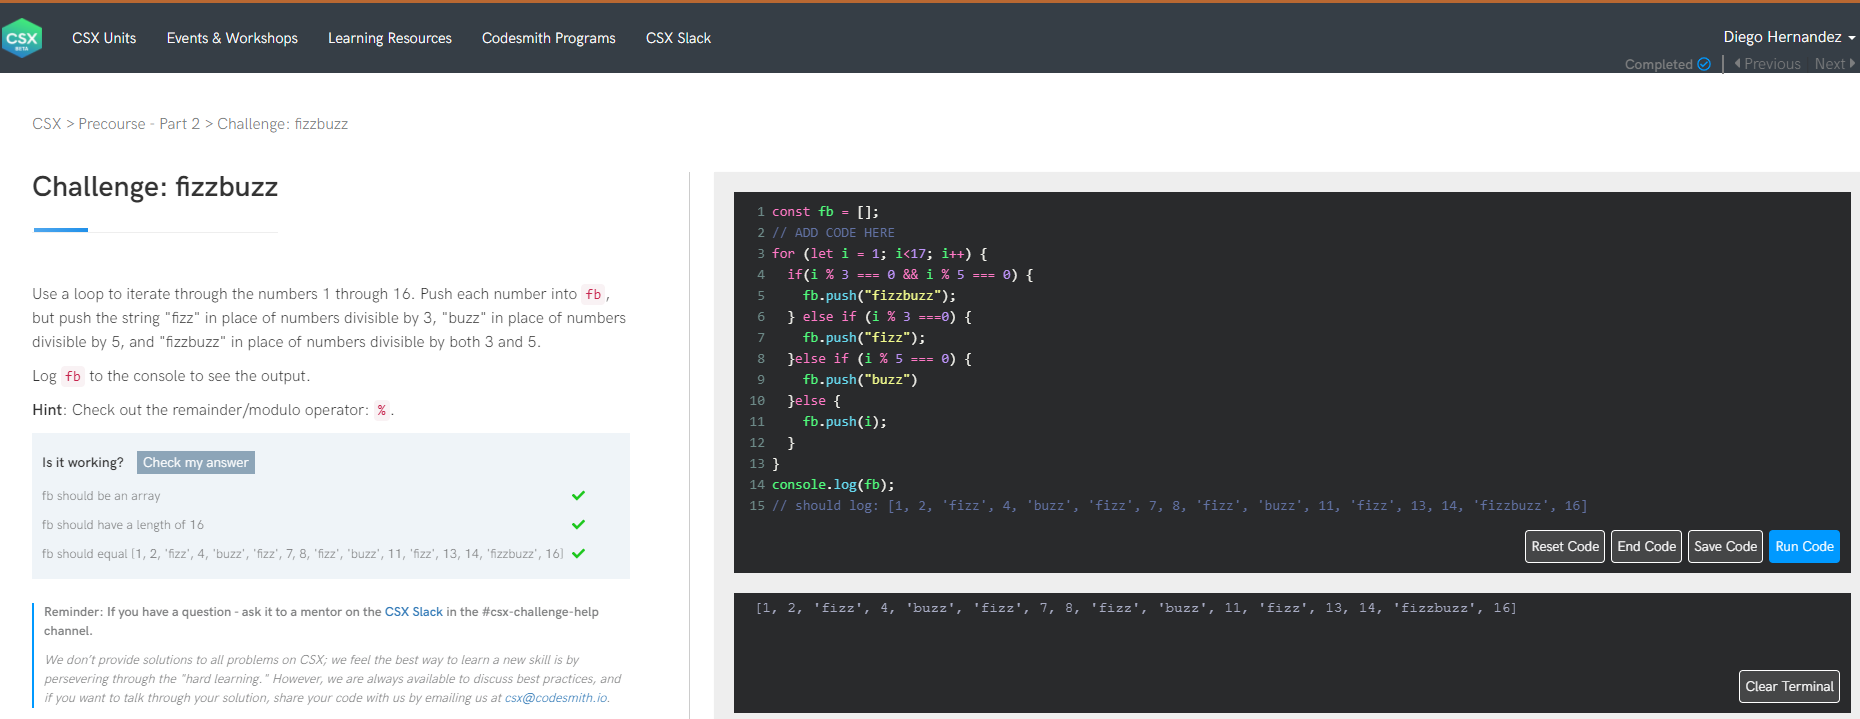 CSX
BETA
CSX Units
Events & Workshops
Learning Resources
Codesmith Programs
CSX Slack
Diego Hernandez
Completed
Previous
Next
CSX > Precourse - Part 2 > Challenge: fizzbuzz
Challenge: fizzbuzz
Use a loop to iterate through the numbers 1 through 16. Push each number into fb,
but push the string "fizz" in place of numbers divisible by 3, "buzz" in place of numbers
divisible by 5, and "fizzbuzz" in place of numbers divisible by both 3 and 5.
Log fb to the console to see the output.
Hint: Check out the remainder/modulo operator: %.
Is it working? Check my answer
fb should be an array
fb should have a length of 16
fb should equal [1, 2, 'fizz', 4, 'buzz', 'fizz', 7, 8, 'fizz', 'buzz', 11, 'fizz', 13, 14, 'fizzbuzz', 16]
Reminder: If you have a question - ask it to a mentor on the CSX Slack in the #csx-challenge-help
channel.
We don't provide solutions to all problems on CSX; we feel the best way to learn a new skill is by
persevering through the "hard learning." However, we are always available to discuss best practices, and
if you want to talk through your solution, share your code with us by emailing us at csx@codesmith.io.
1 const fb = [];
2 // ADD CODE HERE
3 for (let i = 1; i<17; i++) {
4 if(i % 3 === 0 && i % 5 === 0) {
5 fb.push("fizzbuzz");
6 } else if (i % 3 ===0) {
7 fb.push("fizz");
8 }else if (i % 5 === 0) {
9 fb.push("buzz")
10 }else {
11 fb.push(i);
12 }
13 }
14 console.log(fb);
15 // should log: [1, 2, 'fizz', 4, 'buzz', 'fizz', 7, 8, 'fizz', 'buzz', 11, 'fizz', 13, 14, 'fizzbuzz', 16]
Reset Code
End Code
Save Code
Run Code
[1, 2, 'fizz', 4, 'buzz', 'fizz', 7, 8, 'fizz', 'buzz', 11, 'fizz', 13, 14, 'fizzbuzz', 16]
Clear Terminal